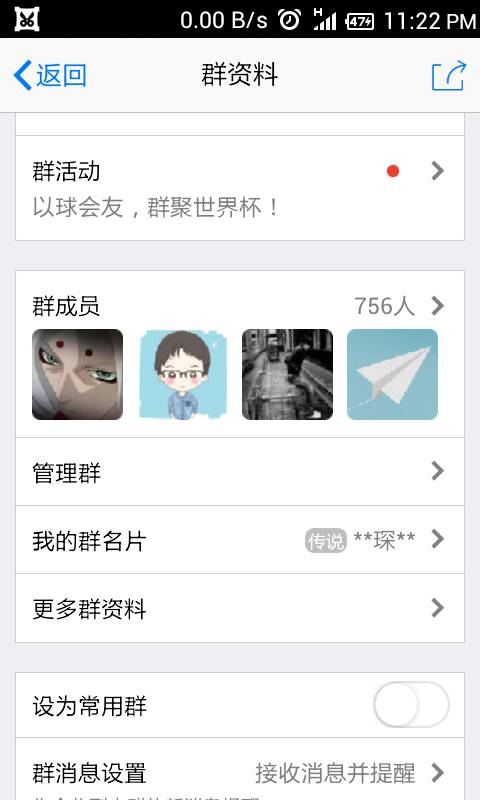 0.00 B/s H 47 11:22 PM
返回 群资料
群活动
以球会友，群聚世界杯！
群成员 756人
管理群
我的群名片 传说 **琛**
更多群资料
设为常用群
群消息设置 接收消息并提醒